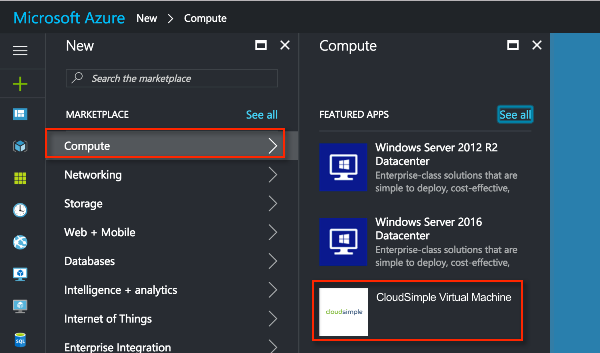 Microsoft Azure New > Compute
New
Search the marketplace
MARKETPLACE See all
Compute
Networking
Storage
Web + Mobile
Databases
Intelligence + analytics
Internet of Things
Enterprise Integration
SQL
Compute
FEATURED APPS See all
Windows Server 2012 R2
Datacenter
Enterprise-class solutions that are
simple to deploy, cost-effective,
Windows Server 2016
Datacenter
Enterprise-class solutions that are
simple to deploy, cost-effective,
cloudsimple
CloudSimple Virtual Machine